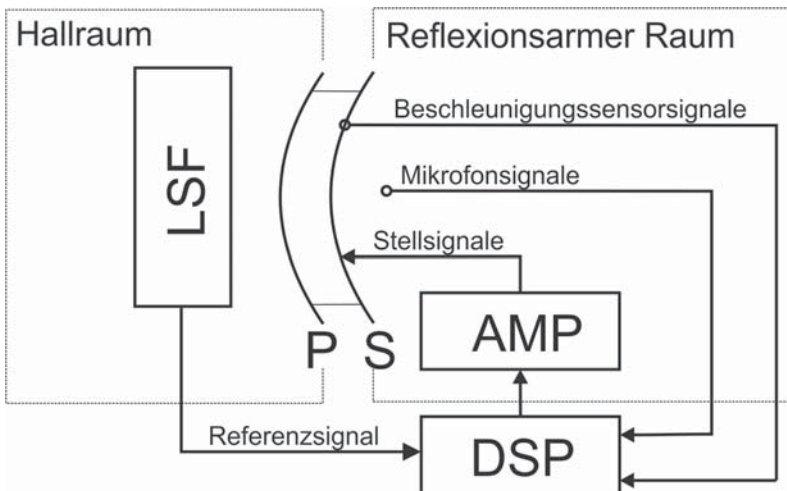 Hallraum
Reflexionsarmer Raum
Beschleunigungssensorsignale
LSF
Mikrofonsignale
Stellsignale
AMP
P S
Referenzsignal
DSP